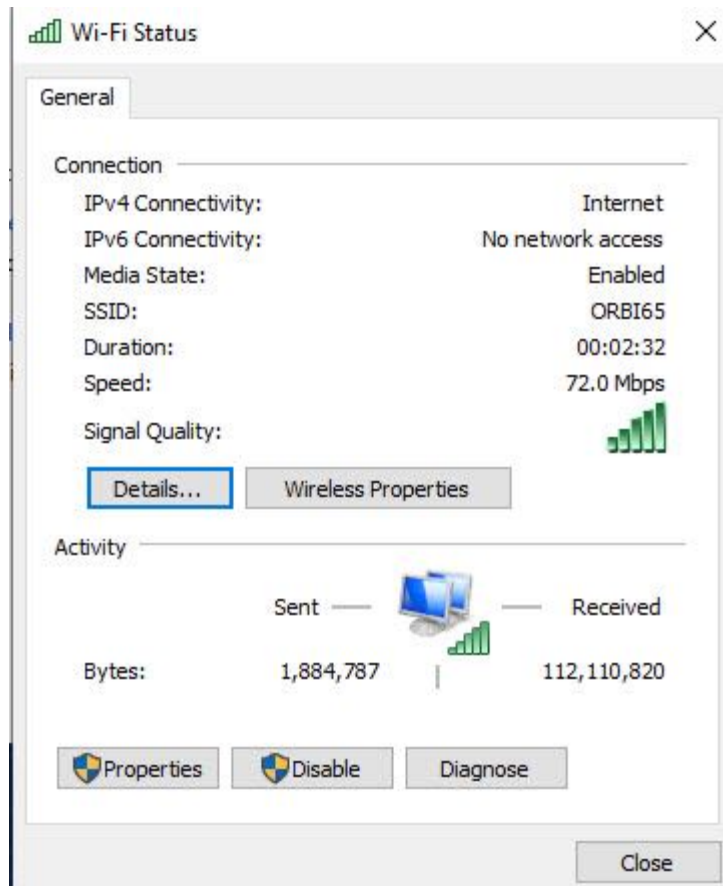 Wi-Fi Status
General
Connection
IPv4 Connectivity: Internet
IPv6 Connectivity: No network access
Media State: Enabled
SSID: ORBI65
Duration: 00:02:32
Speed: 72.0 Mbps
Signal Quality:
Details... Wireless Properties
Activity
Sent Received
Bytes: 1,884,787 112,110,820
Properties Disable Diagnose
Close